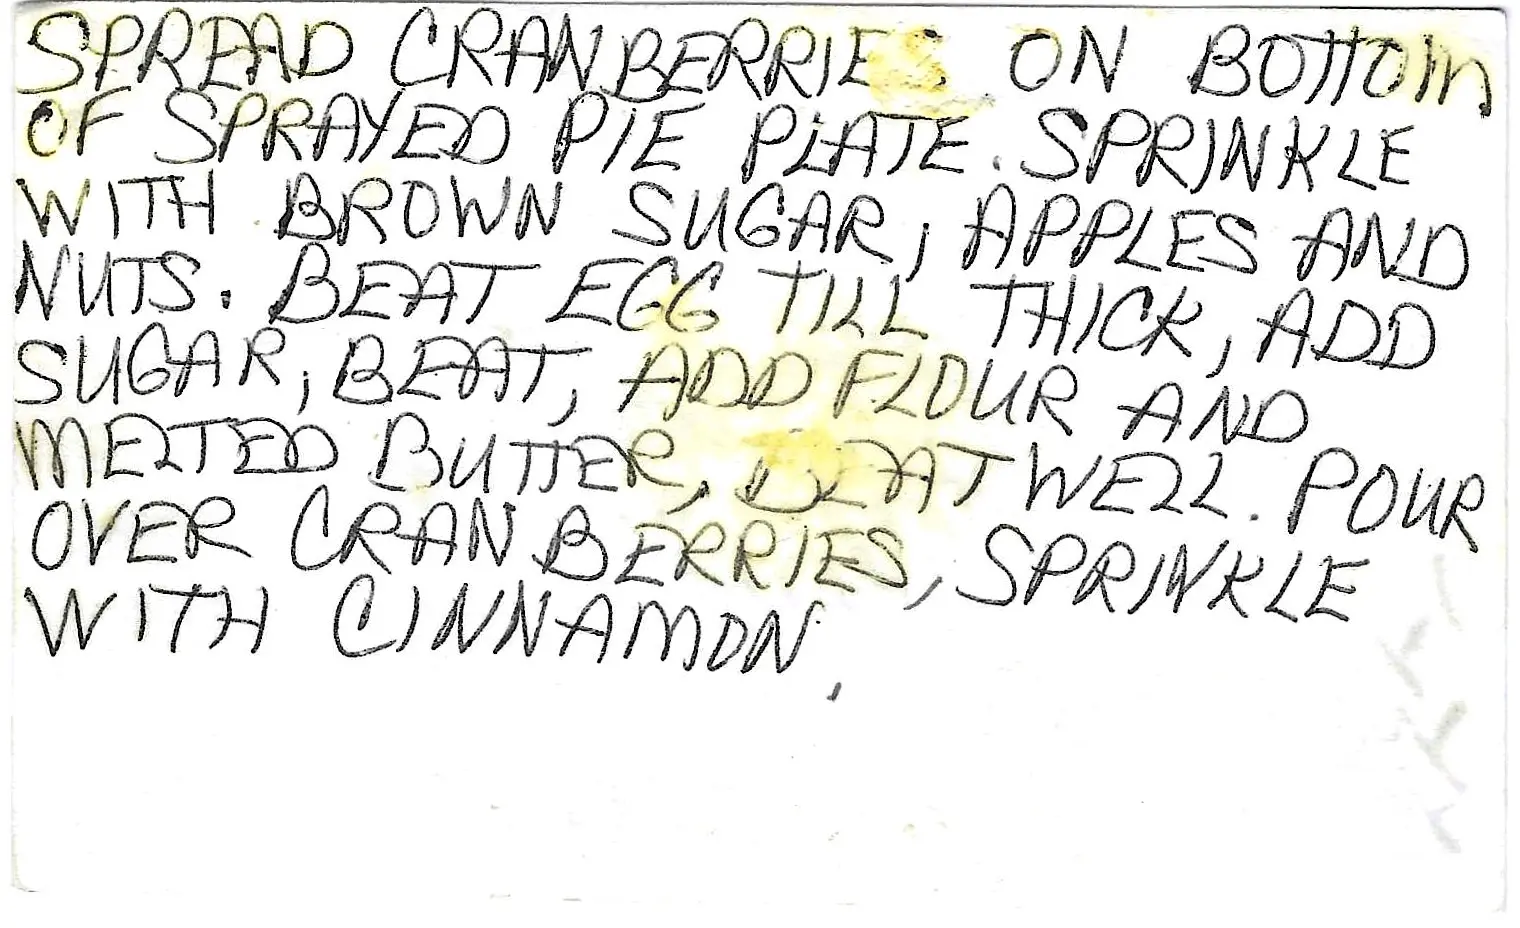 SPREAD CRANBERRIES ON BOTTOM
OF SPRAYED PIE PLATE. SPRINKLE
WITH BROWN SUGAR, APPLES AND
NUTS. BEAT EGG TILL THICK, ADD
SUGAR, BEAT, ADD FLOUR AND
MELTED BUTTER, BEAT WELL. POUR
OVER CRANBERRIES, SPRINKLE
WITH CINNAMON.